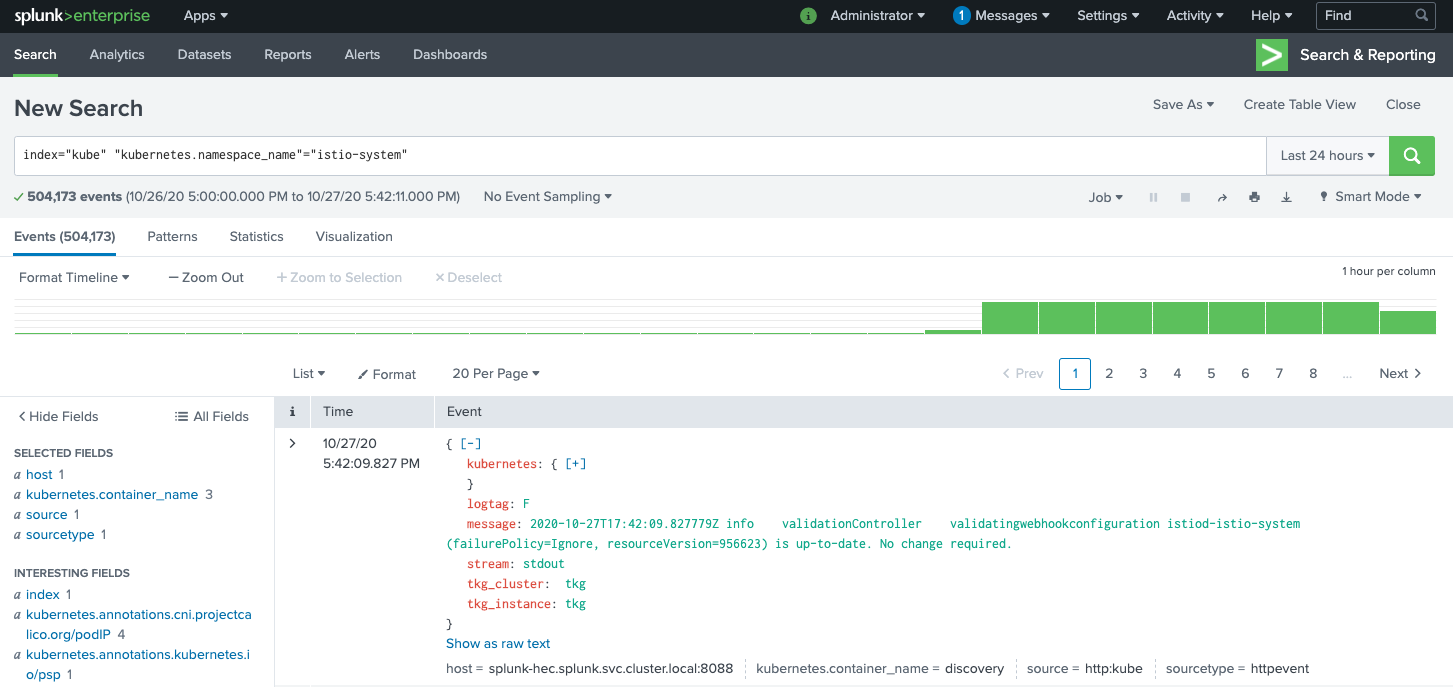 splunk>enterprise Apps i Administrator 1 Messages Settings Activity Help Find
Search Analytics Datasets Reports Alerts Dashboards > Search & Reporting
New Search Save As Create Table View Close
index="kube" "kubernetes.namespace_name"="istio-system" Last 24 hours
504,173 events (10/26/20 5:00:00.000 PM to 10/27/20 5:42:11.000 PM) No Event Sampling Job Smart Mode
Events (504,173) Patterns Statistics Visualization
Format Timeline — Zoom Out + Zoom to Selection × Deselect 1 hour per column
List Format 20 Per Page < Prev 1 2 3 4 5 6 7 8 ... Next >
< Hide Fields All Fields
i Time Event
SELECTED FIELDS
a host 1
a kubernetes.container_name 3
a source 1
a sourcetype 1
INTERESTING FIELDS
a index 1
a kubernetes.annotations.cni.projectca
lico.org/podIP 4
a kubernetes.annotations.kubernetes.i
o/psp 1
> 10/27/20
5:42:09.827 PM
{ [-]
kubernetes: { [+]
}
logtag: F
message: 2020-10-27T17:42:09.827779Z info validationController validatingwebhookconfiguration istiod-istio-system
(failurePolicy=Ignore, resourceVersion=956623) is up-to-date. No change required.
stream: stdout
tkg_cluster: tkg
tkg_instance: tkg
}
Show as raw text
host = splunk-hec.splunk.svc.cluster.local:8088 kubernetes.container_name = discovery source = http:kube sourcetype = httpevent